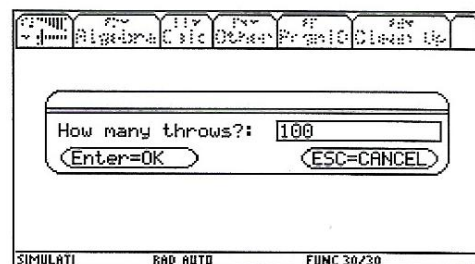 Algebra Calc Other PrgmIO Clean Up
How many throws?: 100
Enter=OK ESC=CANCEL
SIMULATI RAD AUTO FUNC 30/30